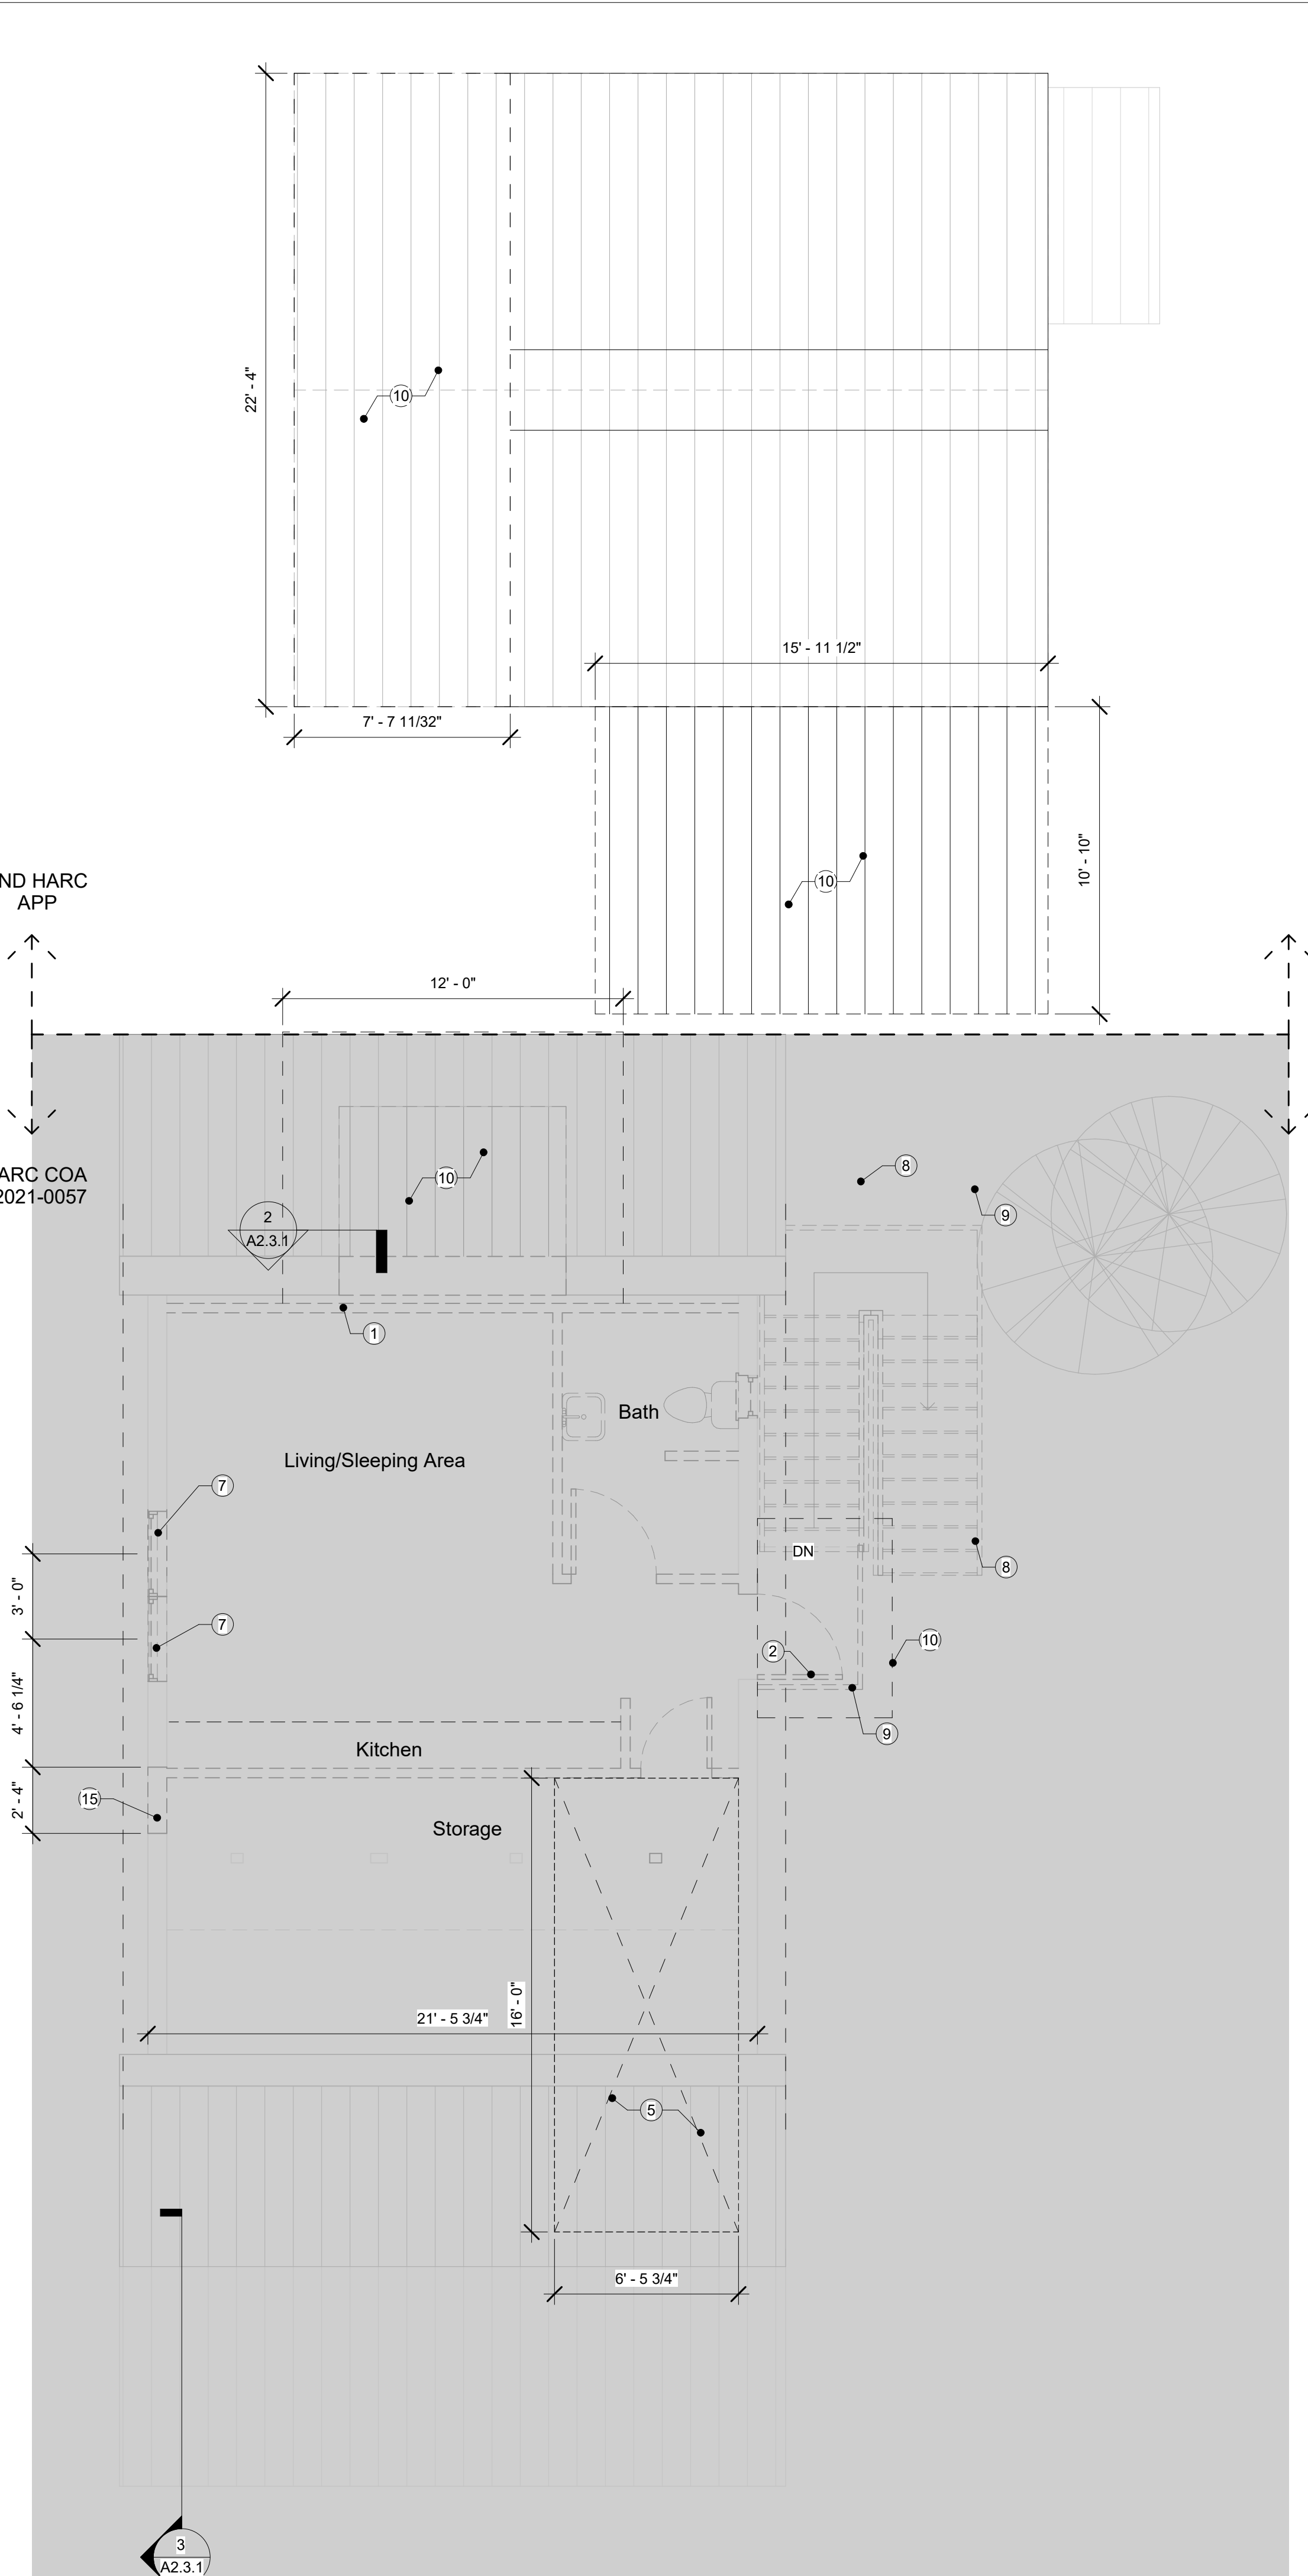 22' - 4"
10
15' - 11 1/2"
7' - 7 11/32"
10
10' - 10"
ND HARC
APP
12' - 0"
ARC COA
2021-0057
10
8
9
2
A2.3.1
1
Bath
Living/Sleeping Area
7
DN
8
3' - 0"
7
10
2
4' - 6 1/4"
9
Kitchen
15
2' - 4"
Storage
16' - 0"
21' - 5 3/4"
5
6' - 5 3/4"
3
A2.3.1